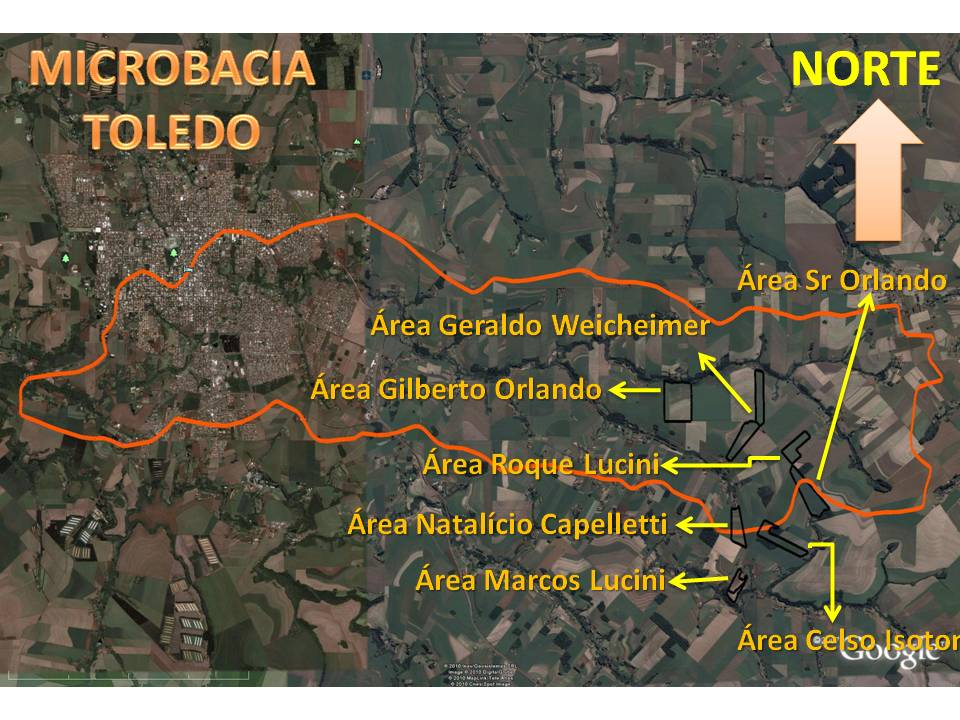 MICROBACIA
TOLEDO
NORTE
Área Sr Orlando
Área Geraldo Weicheimer
Área Gilberto Orlando
Área Roque Lucini
Área Natalício Capelletti
Área Marcos Lucini
Área Celso Isoton
Google